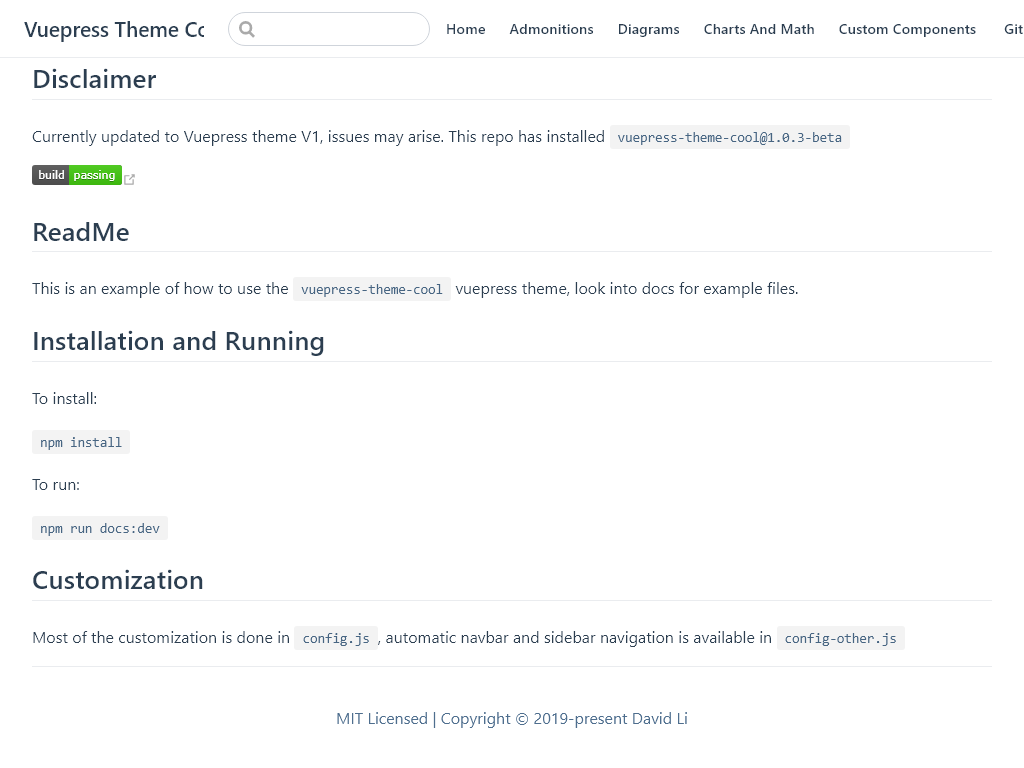 Vuepress Theme Co
Home Admonitions Diagrams Charts And Math Custom Components Git
Disclaimer
Currently updated to Vuepress theme V1, issues may arise. This repo has installed vuepress-theme-cool@1.0.3-beta
build passing
ReadMe
This is an example of how to use the vuepress-theme-cool vuepress theme, look into docs for example files.
Installation and Running
To install:
npm install
To run:
npm run docs:dev
Customization
Most of the customization is done in config.js, automatic navbar and sidebar navigation is available in config-other.js
MIT Licensed | Copyright © 2019-present David Li